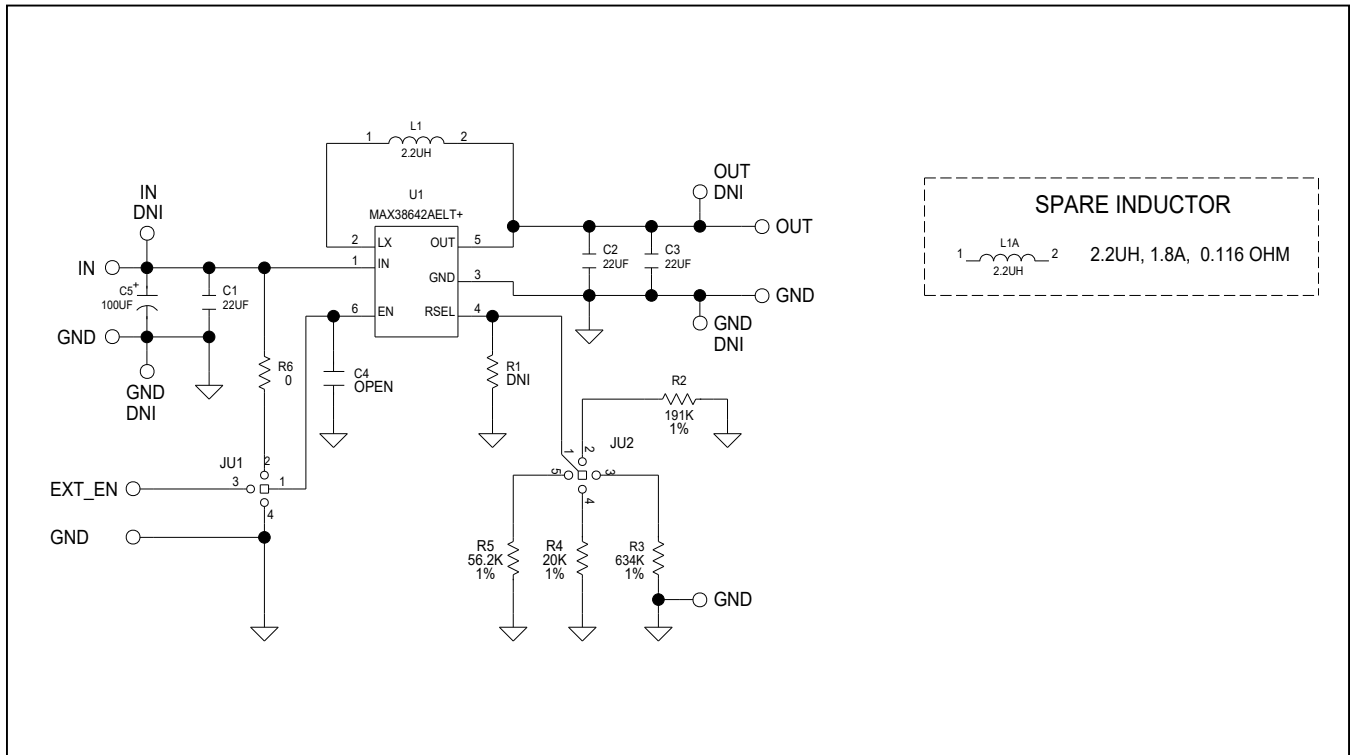 L1
1 2
2.2UH
U1
MAX38642AELT+
2 LX OUT 5
1 IN
GND 3
6 EN RSEL 4
IN
DNI
IN
C5 +
100UF
C1
22UF
GND
GND
DNI
R6
0
C4
OPEN
R1
DNI
C2
22UF
C3
22UF
OUT
DNI
OUT
GND
GND
DNI
R2
191K
1%
JU1
2
3 1
4
EXT_EN
GND
JU2
1 2
5 3
4
R5
56.2K
1%
R4
20K
1%
R3
634K
1%
GND
SPARE INDUCTOR
L1A
1 2
2.2UH
2.2UH, 1.8A, 0.116 OHM